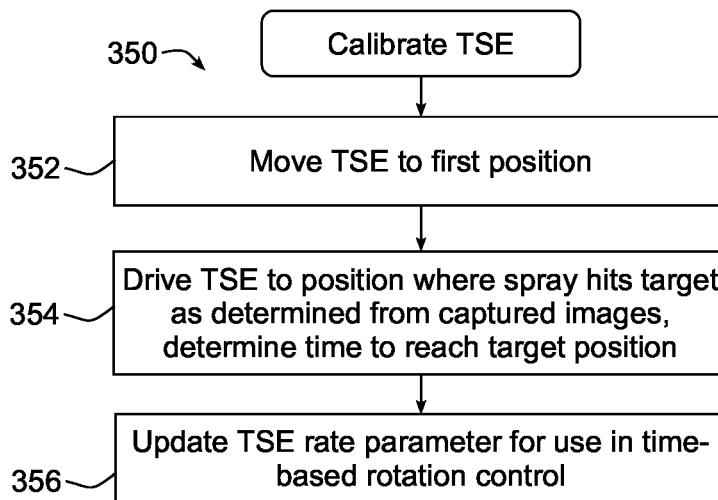 350
Calibrate TSE
352
Move TSE to first position
354
Drive TSE to position where spray hits target
as determined from captured images,
determine time to reach target position
356
Update TSE rate parameter for use in time-
based rotation control